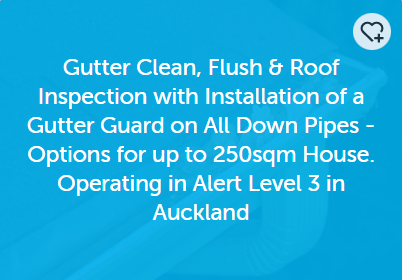 Gutter Clean, Flush & Roof
Inspection with Installation of a
Gutter Guard on All Down Pipes -
Options for up to 250sqm House.
Operating in Alert Level 3 in
Auckland